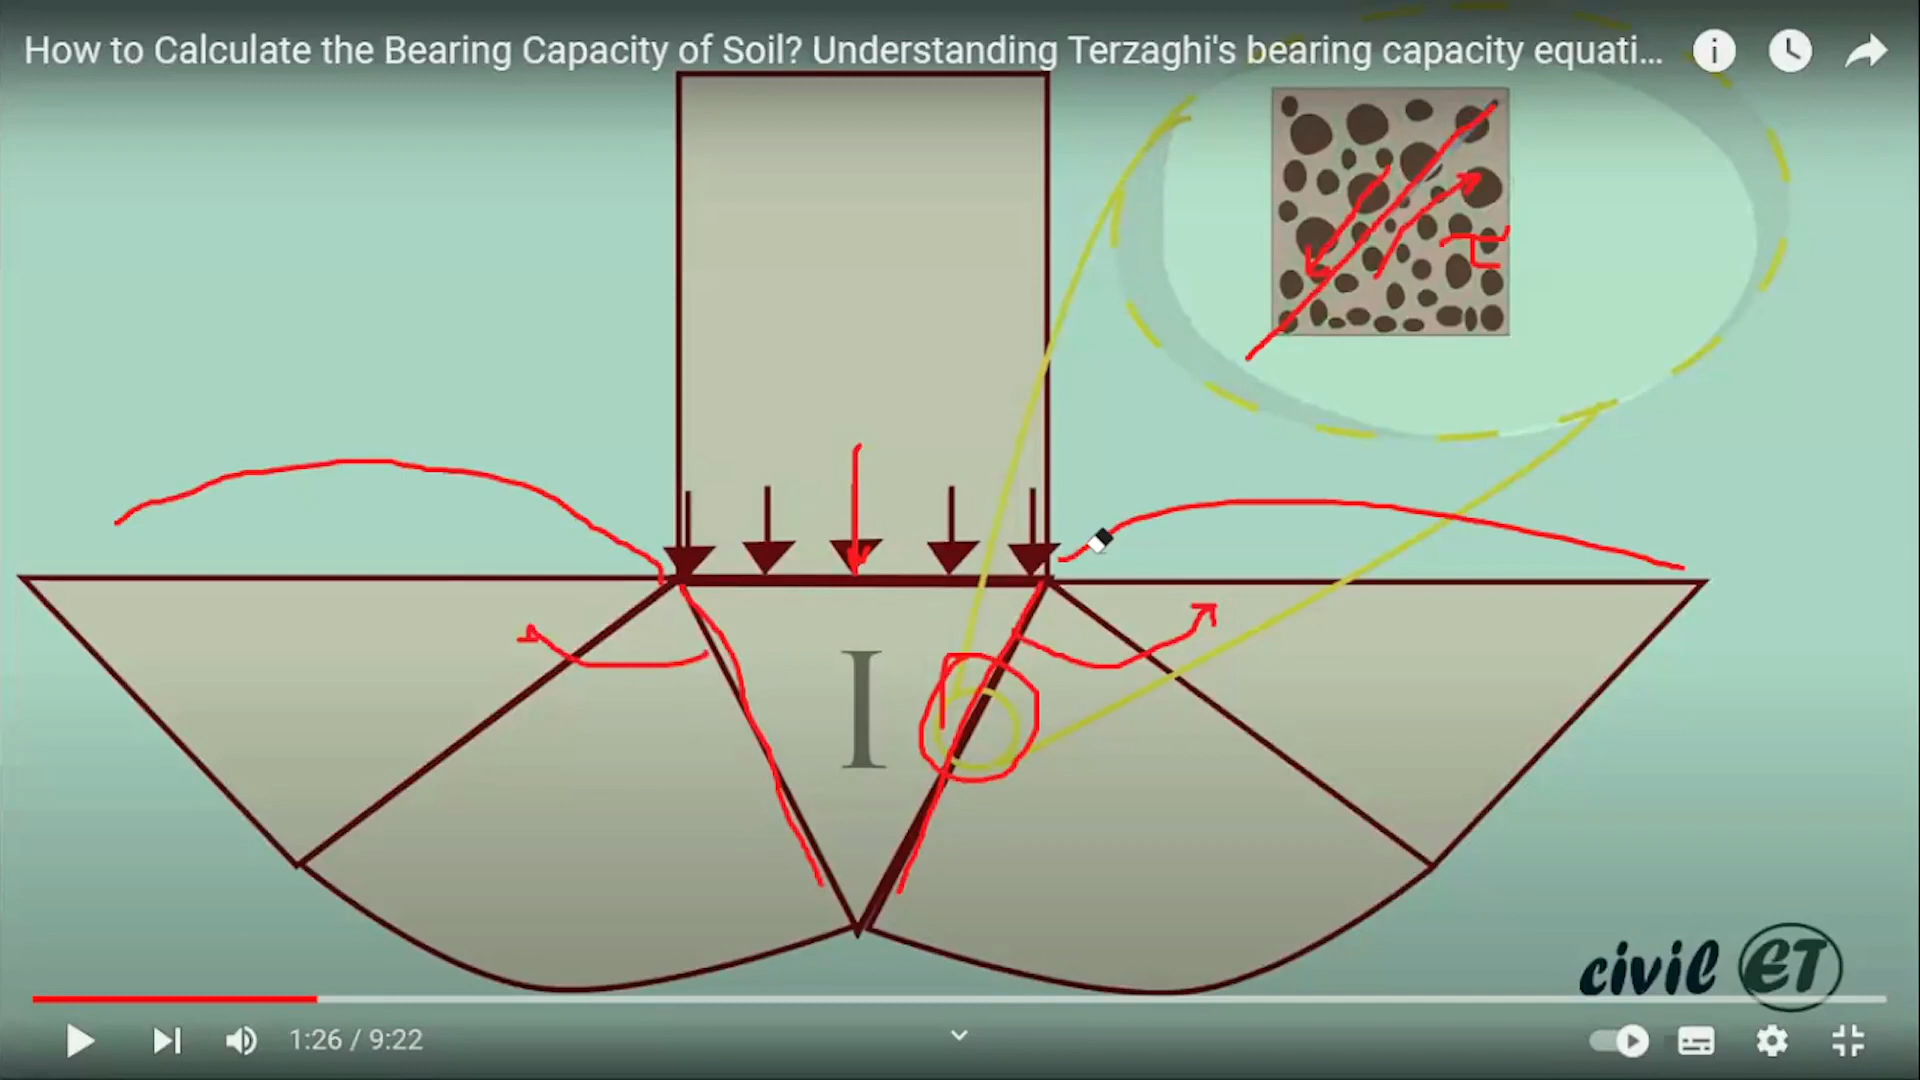 How to Calculate the Bearing Capacity of Soil? Understanding Terzaghi's bearing capacity equati...
τ
I
civil ET
1:26 / 9:22